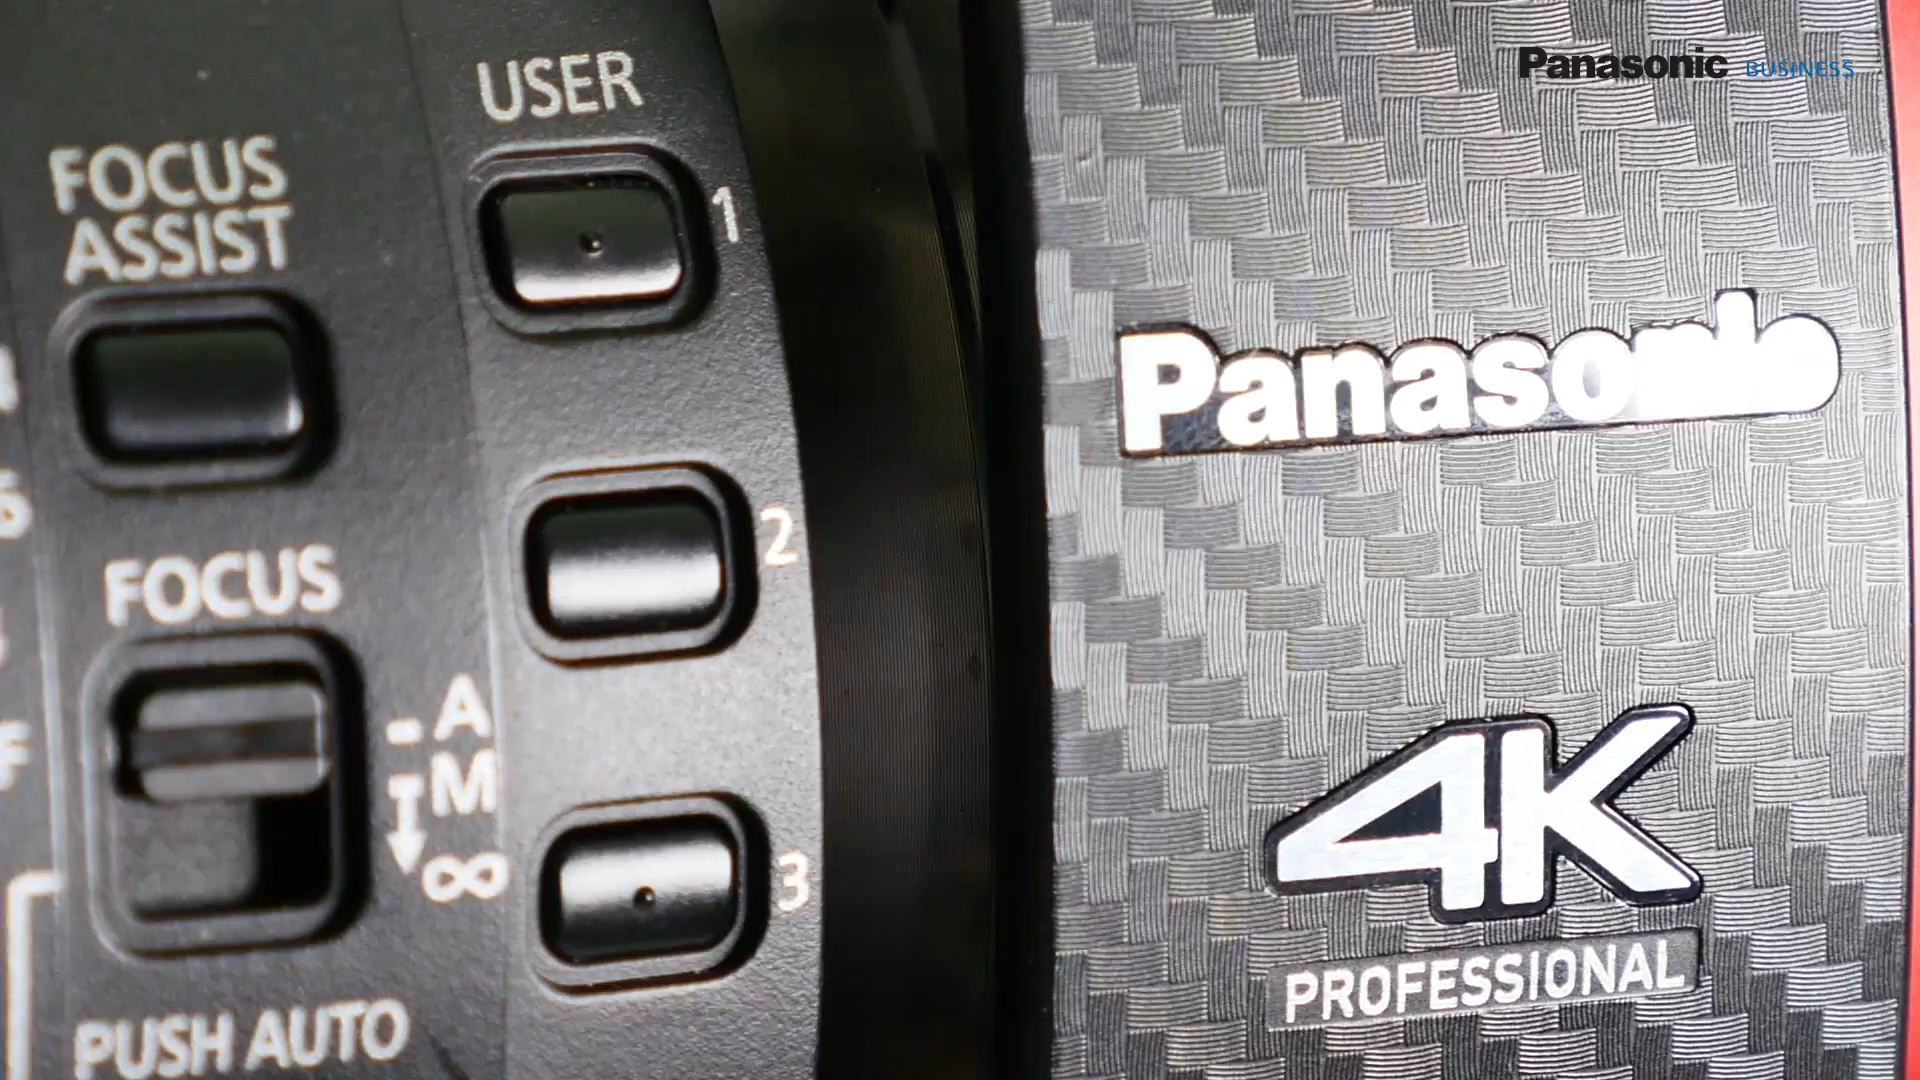 Panasonic BUSINESS
USER
1
FOCUS
ASSIST
2
FOCUS
A
M
∞
3
PUSH AUTO
Panasonic
4K
PROFESSIONAL